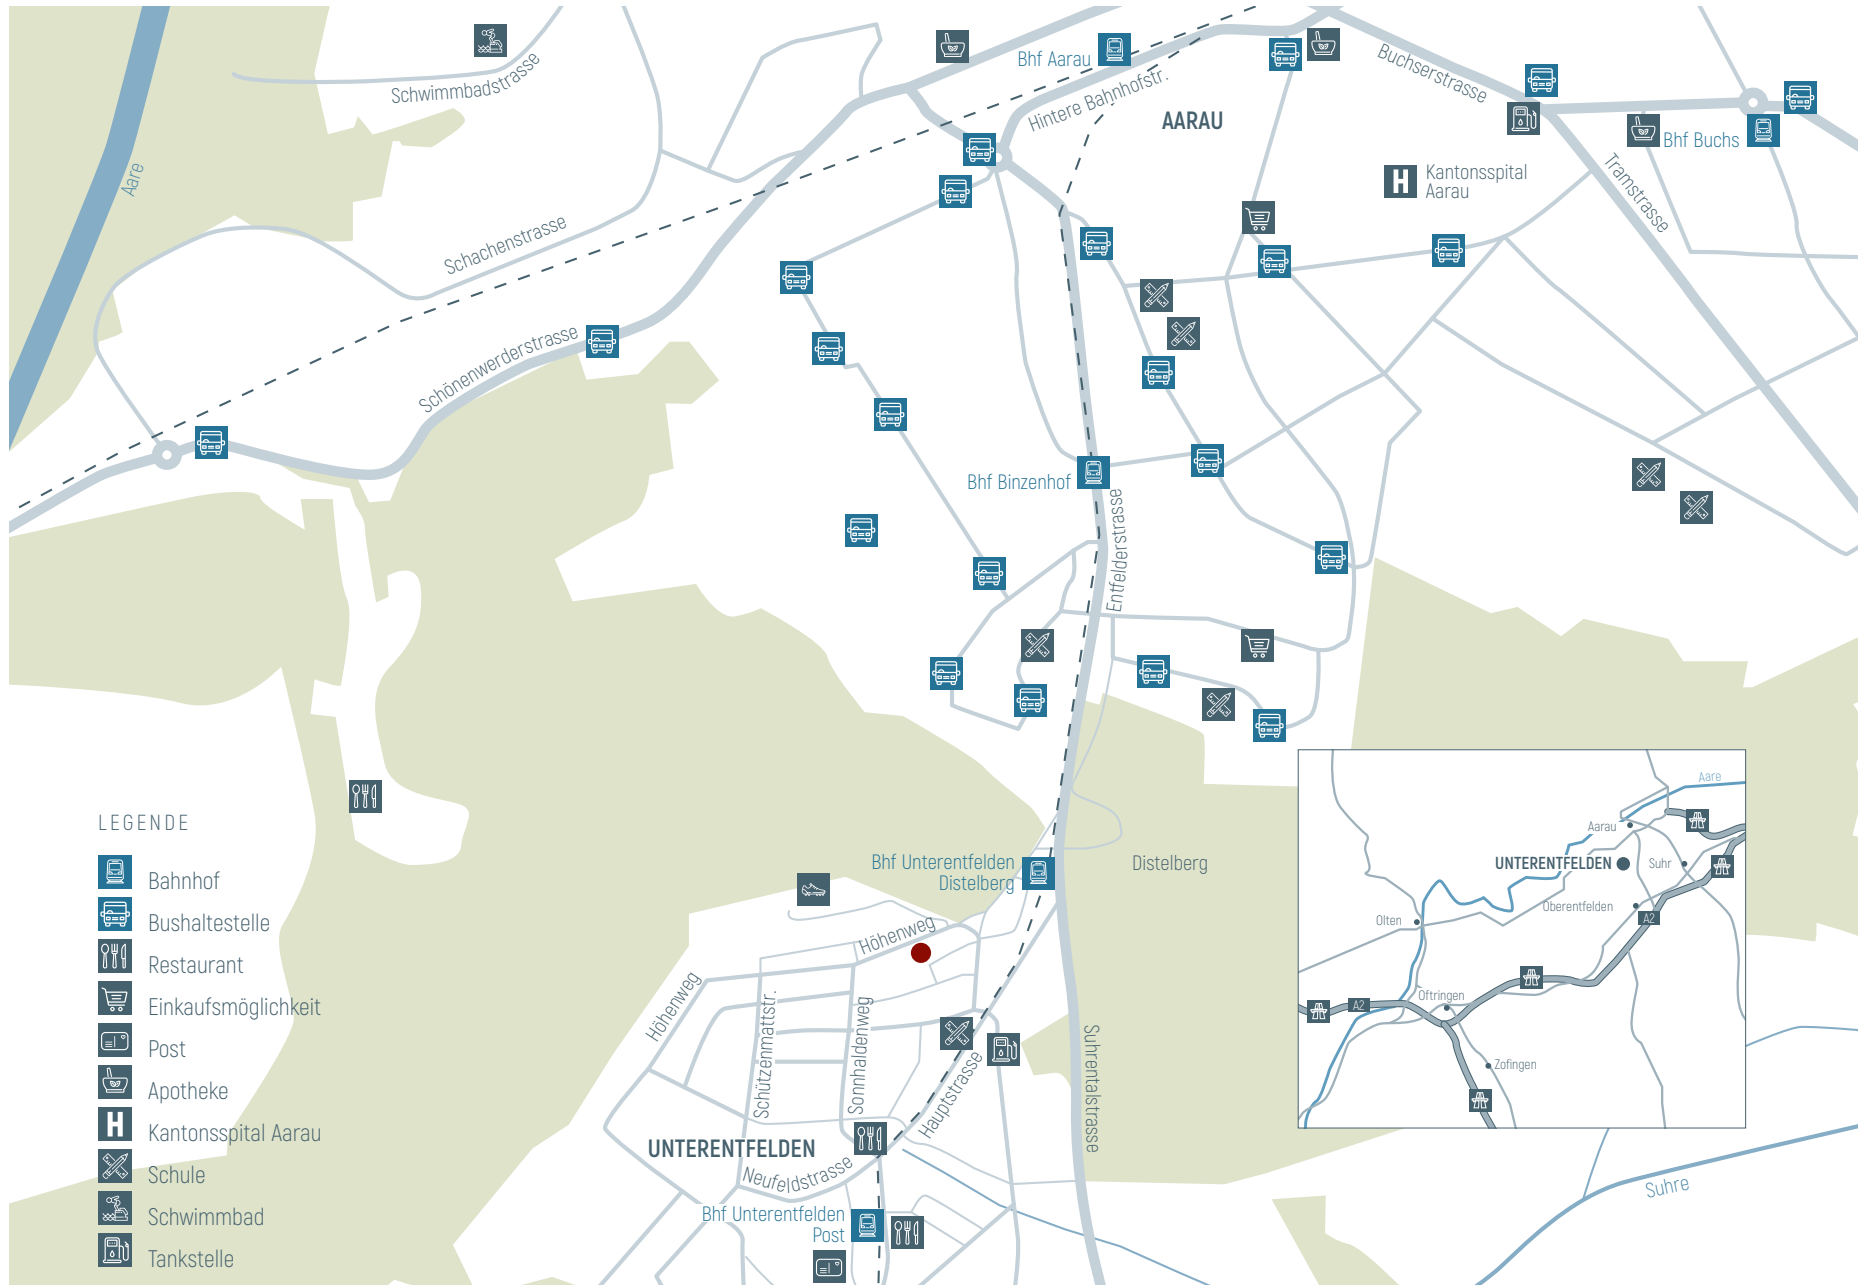 Schwimmbadstrasse
Bhf Aarau
Hintere Bahnhofstr.
AARAU
Buchserstrasse
Bhf Buchs
H
Kantonsspital
Aarau
Tramstrasse
Aare
Schachenstrasse
Schönenwerderstrasse
Bhf Binzenhof
Entfelderstrasse
Bhf Unterentfelden
Distelberg
Distelberg
Höhenweg
Höhenweg
Schützenmattstr.
Sonnhaldenweg
Hauptstrasse
Suhrentalstrasse
UNTERENTFELDEN
Neufeldstrasse
Bhf Unterentfelden
Post
Suhre
LEGENDE
Bahnhof
Bushaltestelle
Restaurant
Einkaufsmöglichkeit
Post
Apotheke
H Kantonsspital Aarau
Schule
Schwimmbad
Tankstelle
Aare
Aarau
UNTERENTFELDEN
Suhr
Oberentfelden
A2
Olten
Oftringen
A2
Zofingen